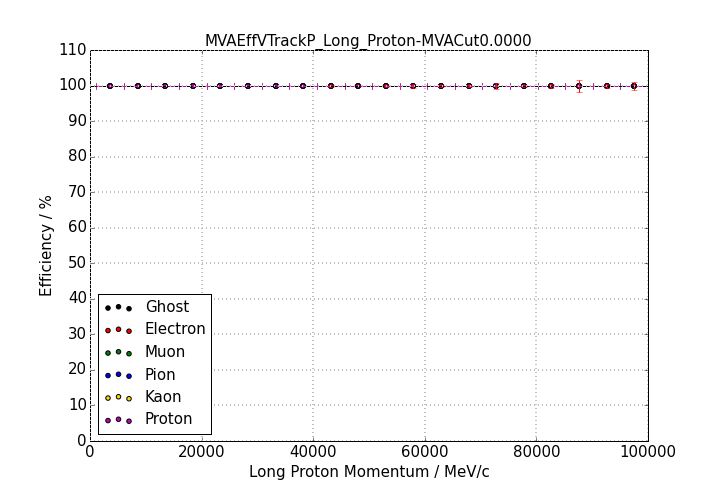 MVAEffVTrackP_Long_Proton-MVACut0.0000
110
100
90
80
70
60
50
40
30
20
10
0
Efficiency / %
Ghost
Electron
Muon
Pion
Kaon
Proton
0 20000 40000 60000 80000 100000
Long Proton Momentum / MeV/c